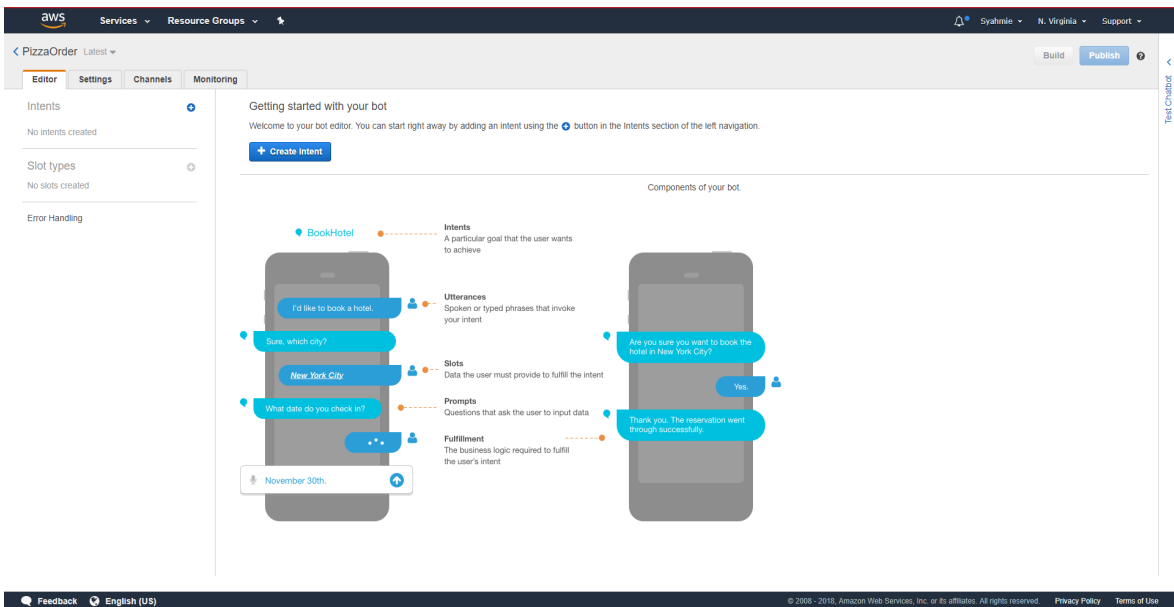 aws Services Resource Groups Syahmie N. Virginia Support
PizzaOrder Latest Build Publish
Editor Settings Channels Monitoring
Test Chatbot
Intents
No intents created
Slot types
No slots created
Error Handling
Getting started with your bot
Welcome to your bot editor. You can start right away by adding an intent using the button in the Intents section of the left navigation.
Create Intent
Components of your bot.
BookHotel
Intents
A particular goal that the user wants
to achieve
I'd like to book a hotel.
Utterances
Spoken or typed phrases that invoke
your intent
Sure, which city?
New York City
Slots
Data the user must provide to fulfill the intent
What date do you check in?
Prompts
Questions that ask the user to input data
Fulfillment
The business logic required to fulfill
the user's intent
November 30th.
Are you sure you want to book the
hotel in New York City?
Yes.
Thank you. The reservation went
through successfully.
Feedback English (US) © 2008 - 2018, Amazon Web Services, Inc. or its affiliates. All rights reserved. Privacy Policy Terms of Use